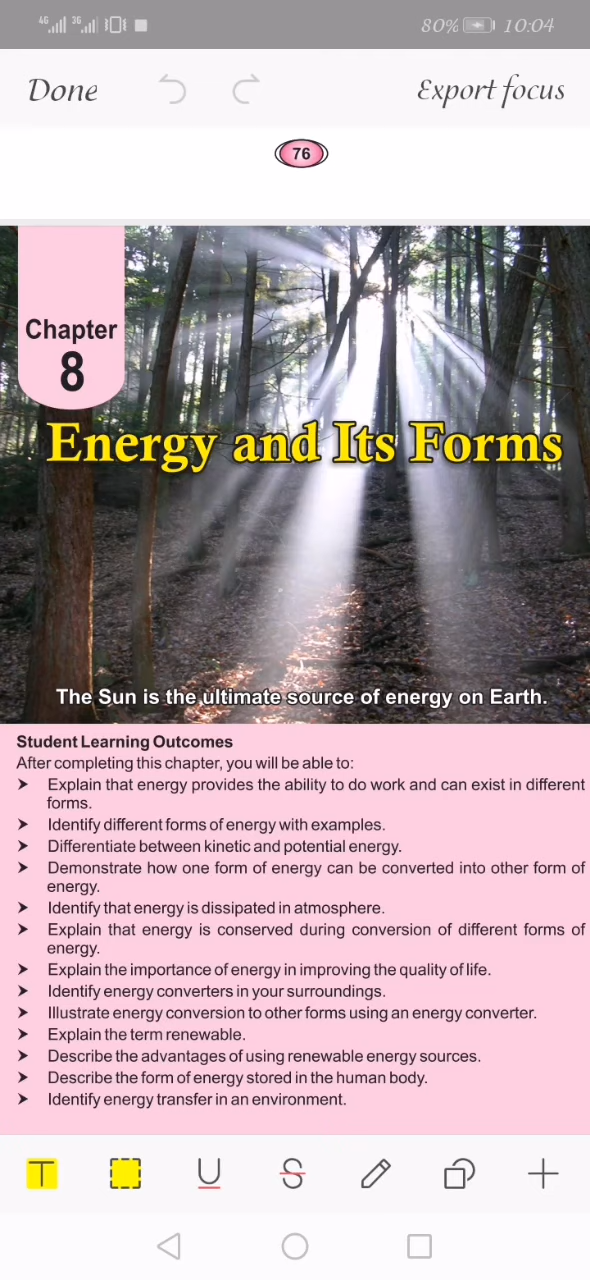 4G 3G 80% 10:04
Done Export focus
76
Chapter
8
Energy and Its Forms
The Sun is the ultimate source of energy on Earth.
Student Learning Outcomes
After completing this chapter, you will be able to:
➤ Explain that energy provides the ability to do work and can exist in different
forms.
➤ Identify different forms of energy with examples.
➤ Differentiate between kinetic and potential energy.
➤ Demonstrate how one form of energy can be converted into other form of
energy.
➤ Identify that energy is dissipated in atmosphere.
➤ Explain that energy is conserved during conversion of different forms of
energy.
➤ Explain the importance of energy in improving the quality of life.
➤ Identify energy converters in your surroundings.
➤ Illustrate energy conversion to other forms using an energy converter.
➤ Explain the term renewable.
➤ Describe the advantages of using renewable energy sources.
➤ Describe the form of energy stored in the human body.
➤ Identify energy transfer in an environment.
T U S